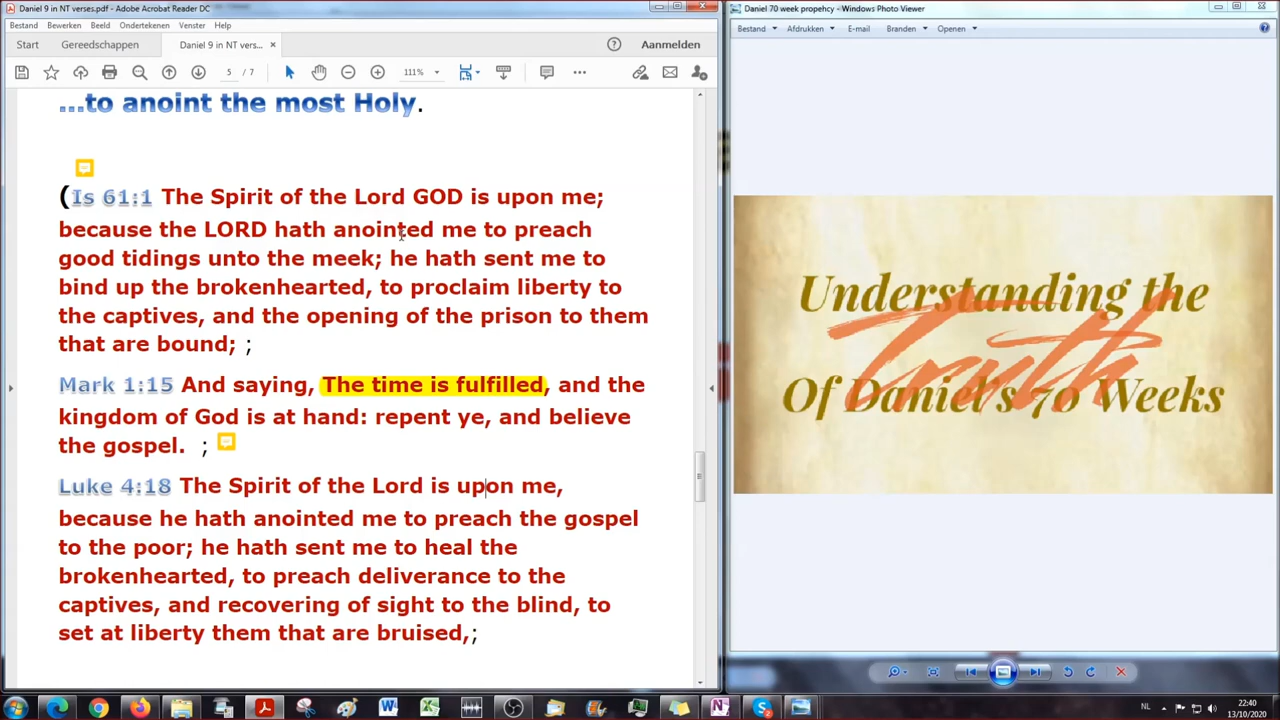 Daniel 9 in NT verses.pdf - Adobe Acrobat Reader DC
Bestand Bewerken Beeld Ondertekenen Venster Help
Start Gereedschappen Daniel 9 in NT vers... × Aanmelden
5 / 7 111%
...to anoint the most Holy.
(Is 61:1 The Spirit of the Lord GOD is upon me;
because the LORD hath anointed me to preach
good tidings unto the meek; he hath sent me to
bind up the brokenhearted, to proclaim liberty to
the captives, and the opening of the prison to them
that are bound; ;
Mark 1:15 And saying, The time is fulfilled, and the
kingdom of God is at hand: repent ye, and believe
the gospel. ;
Luke 4:18 The Spirit of the Lord is upon me,
because he hath anointed me to preach the gospel
to the poor; he hath sent me to heal the
brokenhearted, to preach deliverance to the
captives, and recovering of sight to the blind, to
set at liberty them that are bruised,;
Daniel 70 week propehcy - Windows Photo Viewer
Bestand Afdrukken E-mail Branden Openen
Understanding the
Truth
Of Daniel's 70 Weeks
NL 22:40
13/10/2020